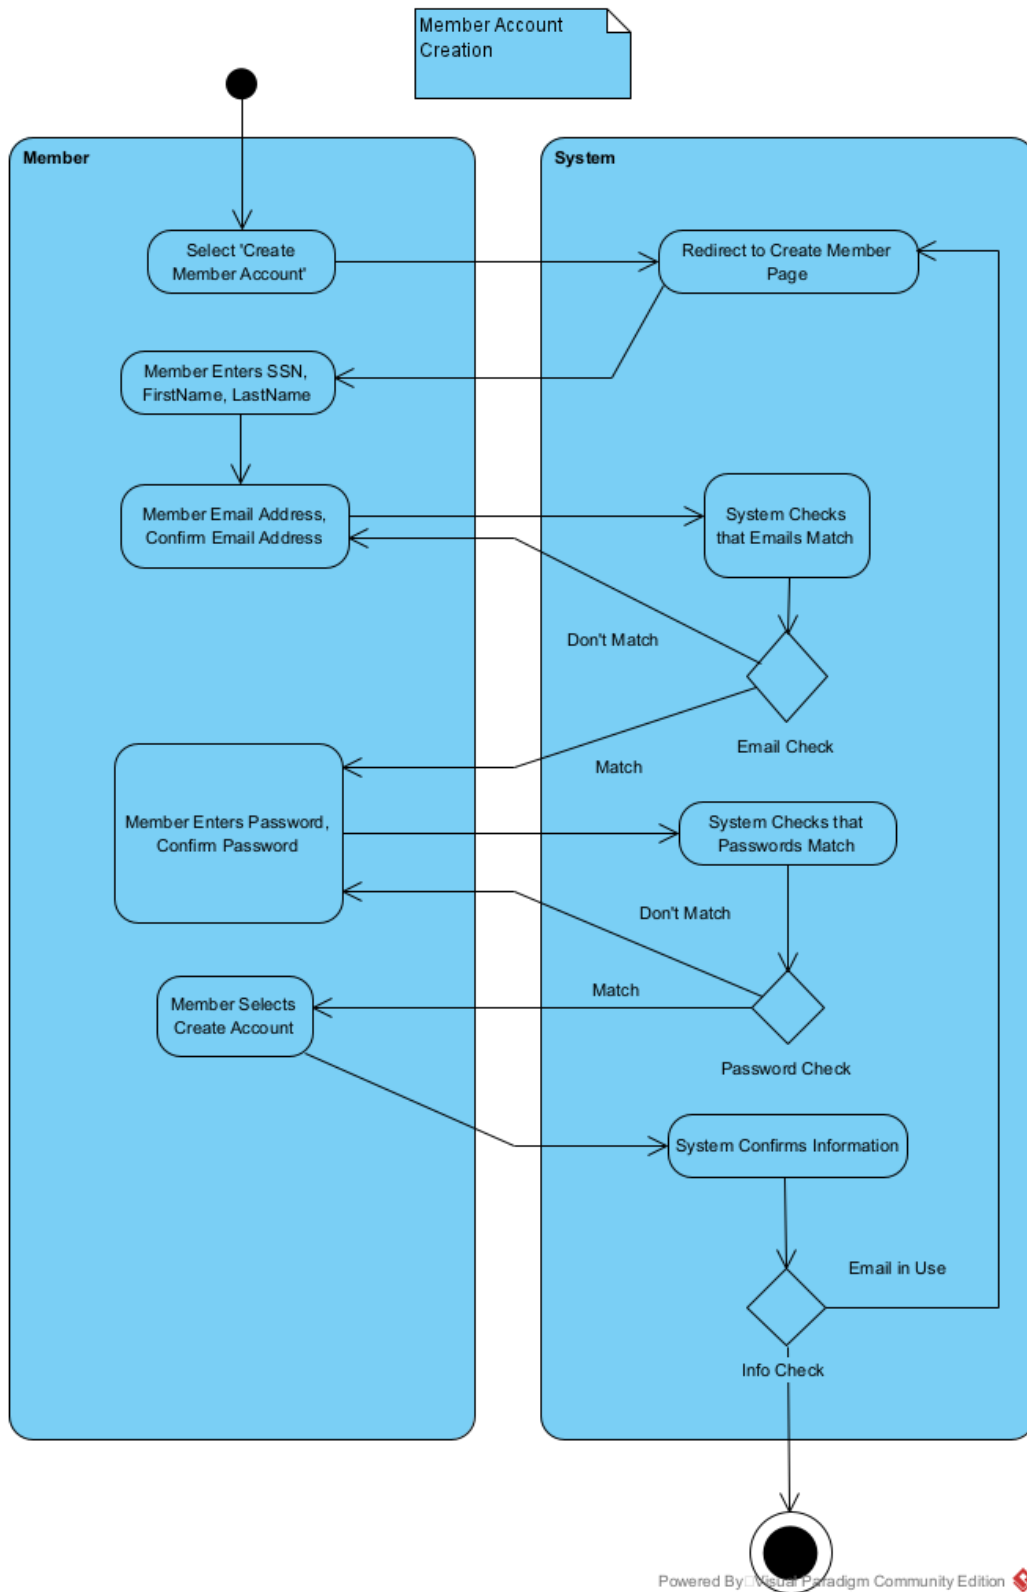 Member Account
Creation
Member
System
Select 'Create
Member Account'
Redirect to Create Member
Page
Member Enters SSN,
FirstName, LastName
Member Email Address,
Confirm Email Address
System Checks
that Emails Match
Don't Match
Email Check
Match
Member Enters Password,
Confirm Password
System Checks that
Passwords Match
Don't Match
Match
Member Selects
Create Account
Password Check
System Confirms Information
Email in Use
Info Check
Powered By Visual Paradigm Community Edition